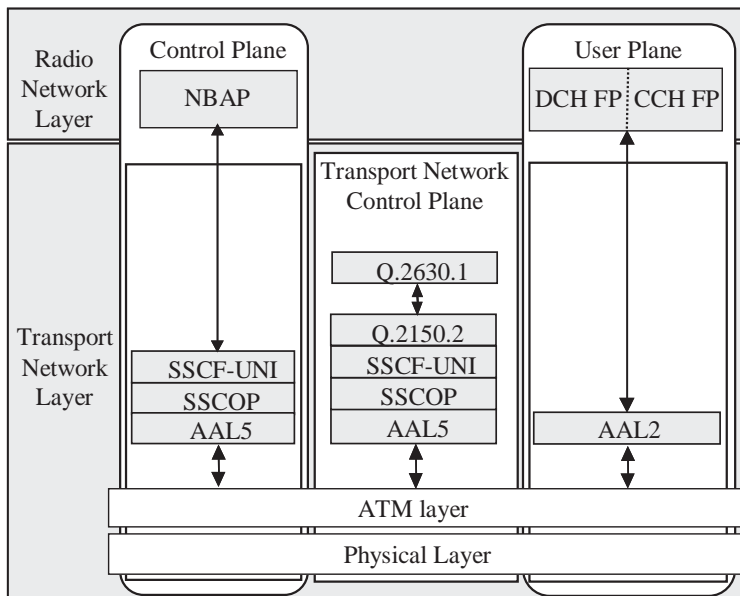 Radio
Network
Layer
Control Plane
NBAP
User Plane
DCH FP
CCH FP
Transport
Network
Layer
SSCF-UNI
SSCOP
AAL5
Transport Network
Control Plane
Q.2630.1
Q.2150.2
SSCF-UNI
SSCOP
AAL5
AAL2
ATM layer
Physical Layer